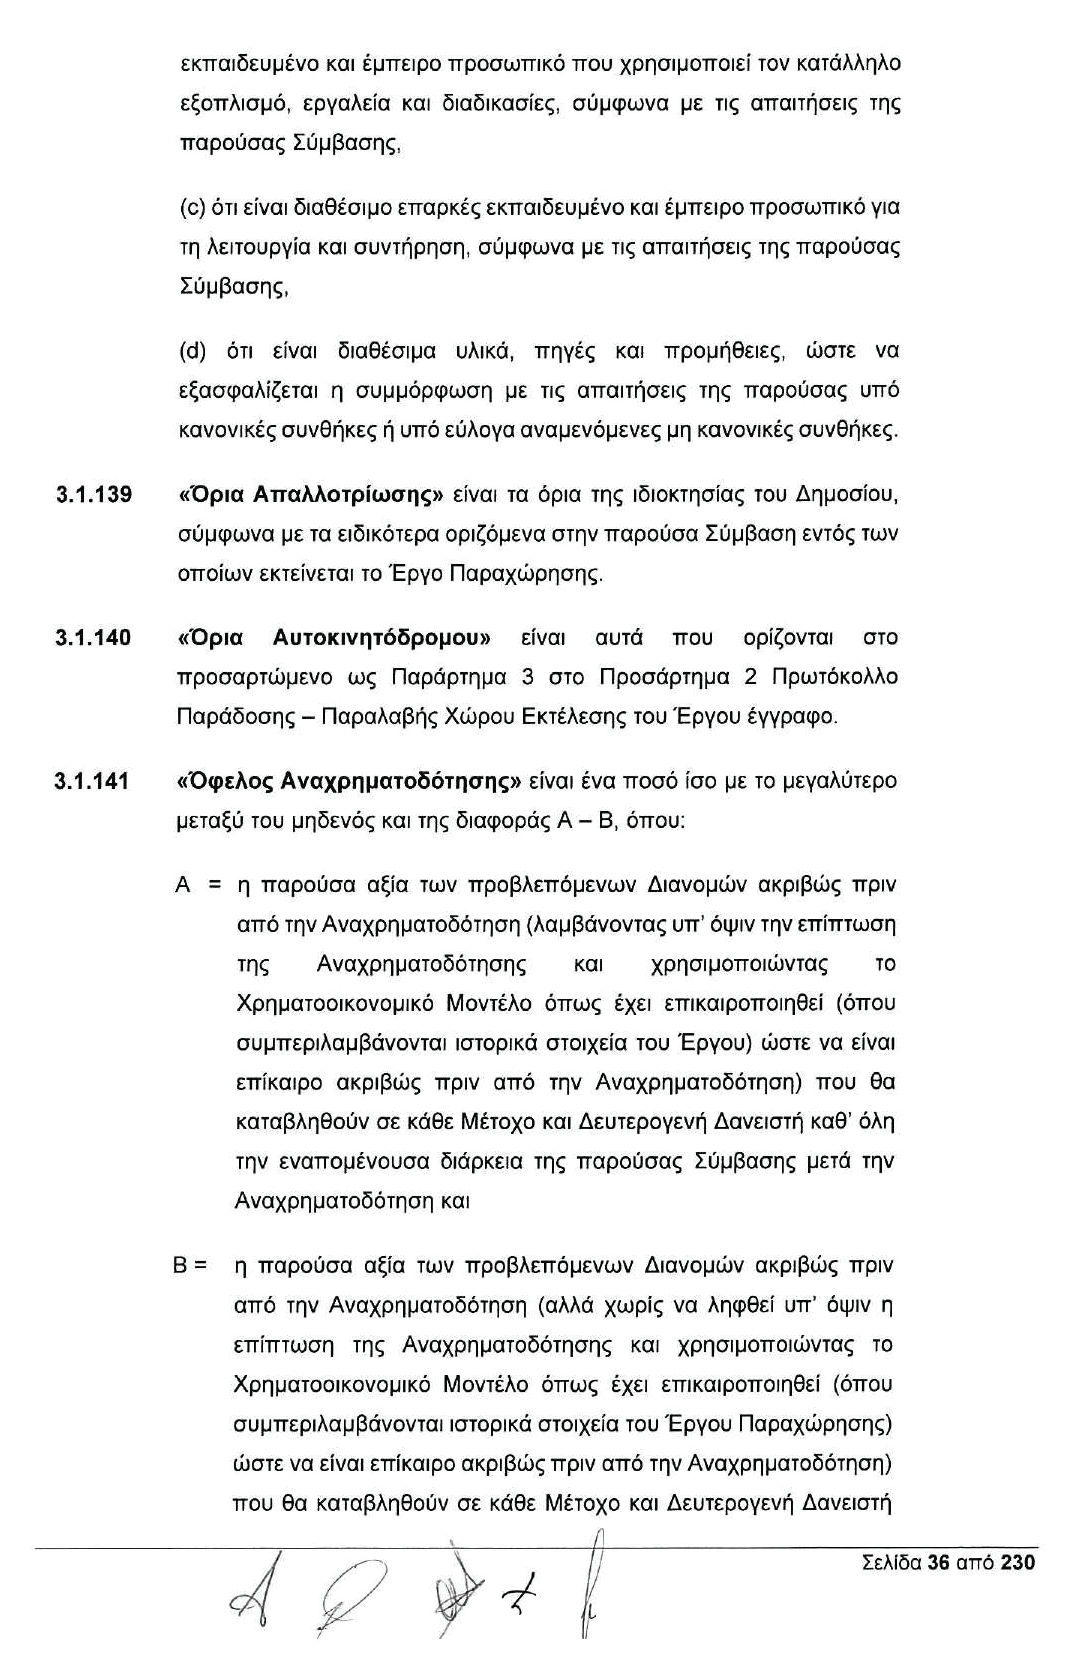 εκπαιδευμένο και έμπειρο προσωπικό που χρησιμοποιεί τον κατάλληλο
εξοπλισμό, εργαλεία και διαδικασίες, σύμφωνα με τις απαιτήσεις της
παρούσας Σύμβασης,
(c) ότι είναι διαθέσιμο επαρκές εκπαιδευμένο και έμπειρο προσωπικό για
τη λειτουργία και συντήρηση, σύμφωνα με τις απαιτήσεις της παρούσας
Σύμβασης,
(d) ότι είναι διαθέσιμα υλικά, πηγές και προμήθειες, ώστε να
εξασφαλίζεται η συμμόρφωση με τις απαιτήσεις της παρούσας υπό
κανονικές συνθήκες ή υπό εύλογα αναμενόμενες μη κανονικές συνθήκες.
3.1.139 «Όρια Απαλλοτρίωσης» είναι τα όρια της ιδιοκτησίας του Δημοσίου,
σύμφωνα με τα ειδικότερα οριζόμενα στην παρούσα Σύμβαση εντός των
οποίων εκτείνεται το Έργο Παραχώρησης.
3.1.140 «Όρια Αυτοκινητόδρομου» είναι αυτά που ορίζονται στο
προσαρτώμενο ως Παράρτημα 3 στο Προσάρτημα 2 Πρωτόκολλο
Παράδοσης – Παραλαβής Χώρου Εκτέλεσης του Έργου έγγραφο.
3.1.141 «Όφελος Αναχρηματοδότησης» είναι ένα ποσό ίσο με το μεγαλύτερο
μεταξύ του μηδενός και της διαφοράς Α – Β, όπου:
Α = η παρούσα αξία των προβλεπόμενων Διανομών ακριβώς πριν
από την Αναχρηματοδότηση (λαμβάνοντας υπ’ όψιν την επίπτωση
της Αναχρηματοδότησης και χρησιμοποιώντας το
Χρηματοοικονομικό Μοντέλο όπως έχει επικαιροποιηθεί (όπου
συμπεριλαμβάνονται ιστορικά στοιχεία του Έργου) ώστε να είναι
επίκαιρο ακριβώς πριν από την Αναχρηματοδότηση) που θα
καταβληθούν σε κάθε Μέτοχο και Δευτερογενή Δανειστή καθ’ όλη
την εναπομένουσα διάρκεια της παρούσας Σύμβασης μετά την
Αναχρηματοδότηση και
Β = η παρούσα αξία των προβλεπόμενων Διανομών ακριβώς πριν
από την Αναχρηματοδότηση (αλλά χωρίς να ληφθεί υπ’ όψιν η
επίπτωση της Αναχρηματοδότησης και χρησιμοποιώντας το
Χρηματοοικονομικό Μοντέλο όπως έχει επικαιροποιηθεί (όπου
συμπεριλαμβάνονται ιστορικά στοιχεία του Έργου Παραχώρησης)
ώστε να είναι επίκαιρο ακριβώς πριν από την Αναχρηματοδότηση)
που θα καταβληθούν σε κάθε Μέτοχο και Δευτερογενή Δανειστή
Σελίδα 36 από 230